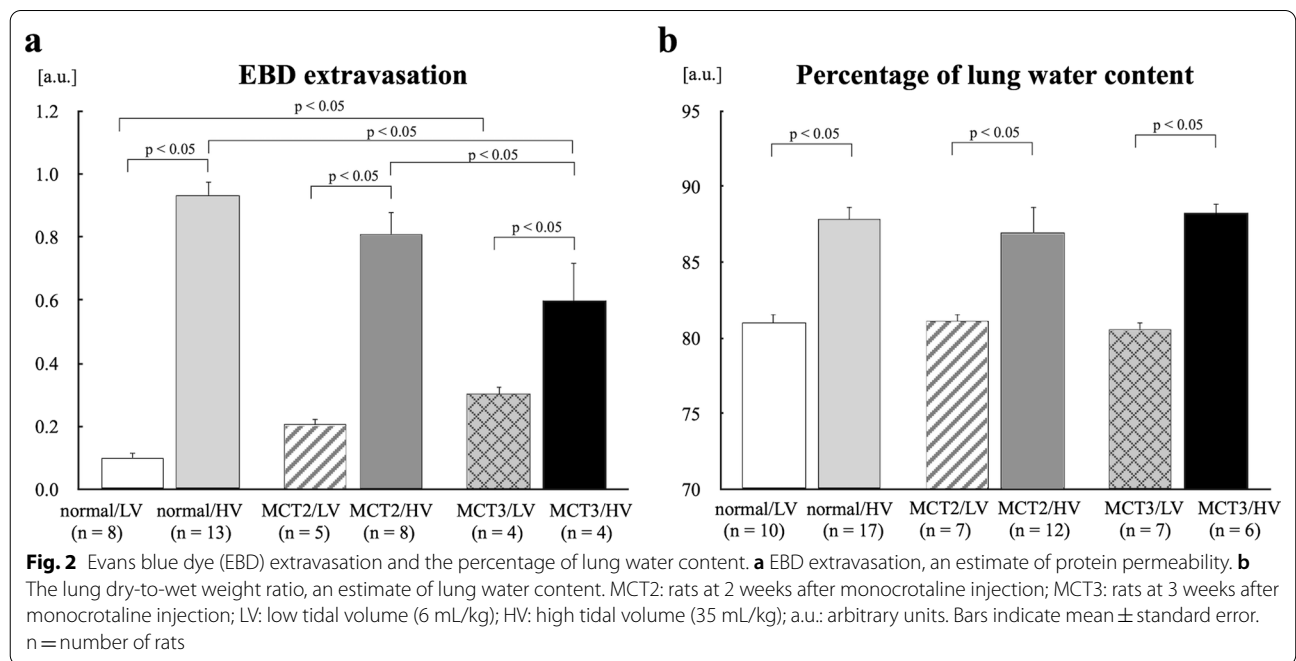 a
[a.u.]
EBD extravasation
1.2
1.0
0.8
0.6
0.4
0.2
0.0
p < 0.05
p < 0.05
p < 0.05
p < 0.05
p < 0.05
p < 0.05
normal/LV normal/HV MCT2/LV MCT2/HV MCT3/LV MCT3/HV
(n = 8) (n = 13) (n = 5) (n = 8) (n = 4) (n = 4)
b
[a.u.]
Percentage of lung water content
95
90
85
80
75
70
p < 0.05
p < 0.05
p < 0.05
normal/LV normal/HV MCT2/LV MCT2/HV MCT3/LV MCT3/HV
(n = 10) (n = 17) (n = 7) (n = 12) (n = 7) (n = 6)
Fig. 2 Evans blue dye (EBD) extravasation and the percentage of lung water content. a EBD extravasation, an estimate of protein permeability. b
The lung dry-to-wet weight ratio, an estimate of lung water content. MCT2: rats at 2 weeks after monocrotaline injection; MCT3: rats at 3 weeks after
monocrotaline injection; LV: low tidal volume (6 mL/kg); HV: high tidal volume (35 mL/kg); a.u.: arbitrary units. Bars indicate mean ± standard error.
n = number of rats